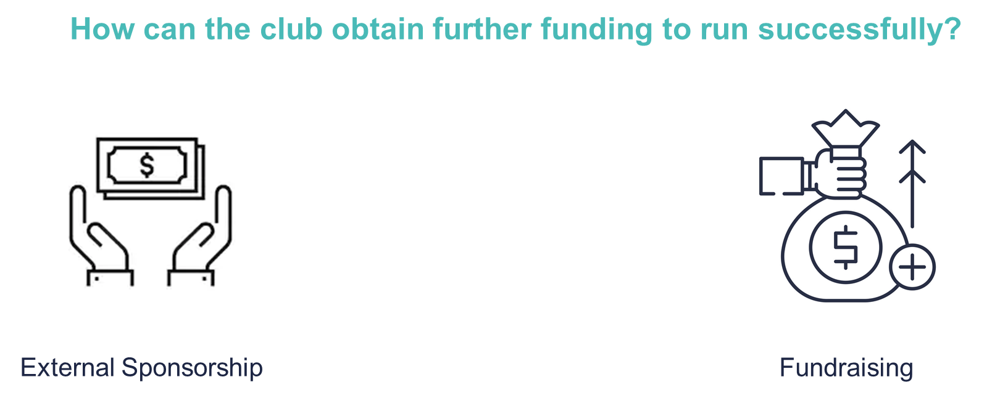 How can the club obtain further funding to run successfully?
$
$
External Sponsorship
Fundraising